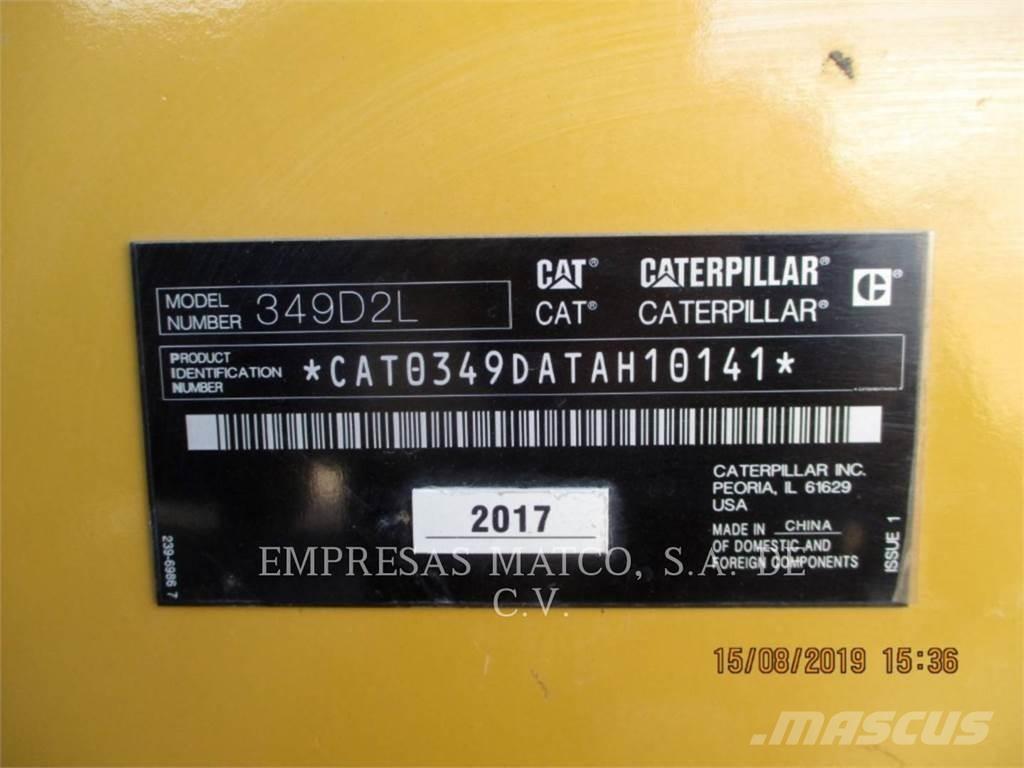 CAT® CATERPILLAR®
CAT® CATERPILLAR®
MODEL
NUMBER 349D2L
PRODUCT
IDENTIFICATION
NUMBER *CAT0349DATAH10141*
CATERPILLAR INC.
PEORIA, IL 61629
USA
2017
MADE IN CHINA
OF DOMESTIC AND
FOREIGN COMPONENTS
ISSUE 1
239-6986 7
EMPRESAS MATCO, S.A. DE
C.V.
15/08/2019 15:36
MASCUS